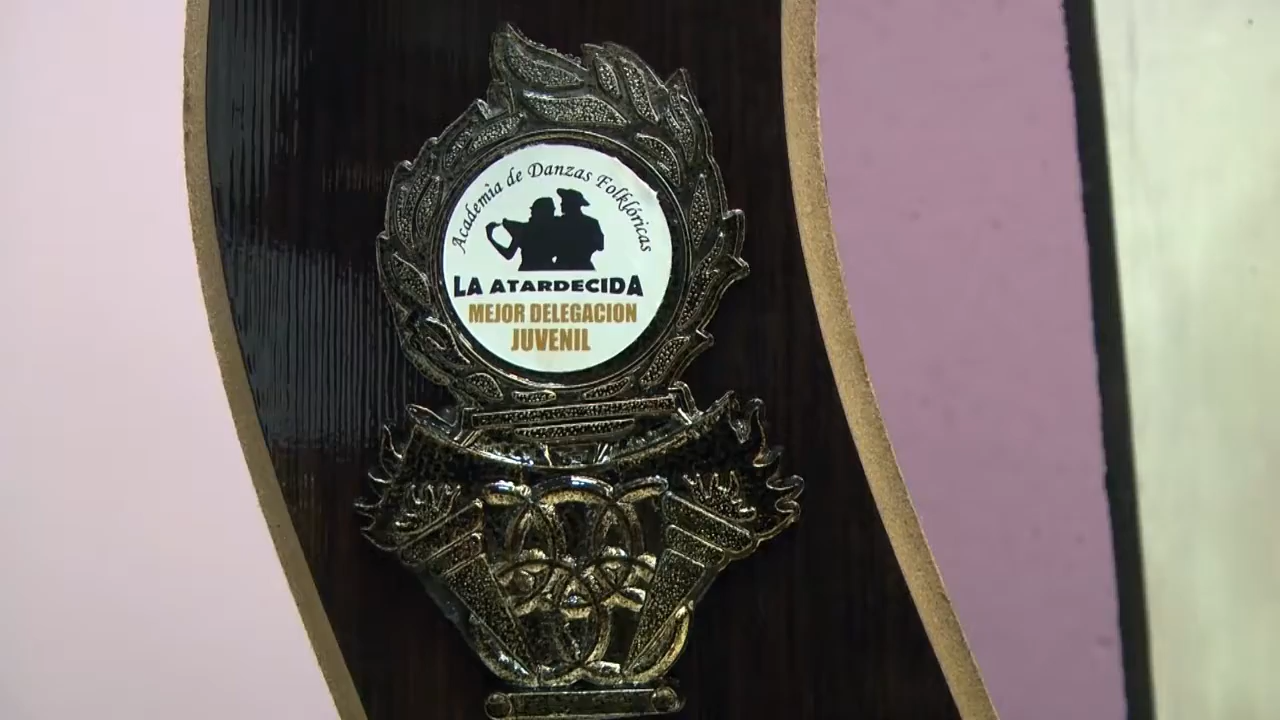 Academia de Danzas Folklóricas
LA ATARDECIDA
MEJOR DELEGACION
JUVENIL